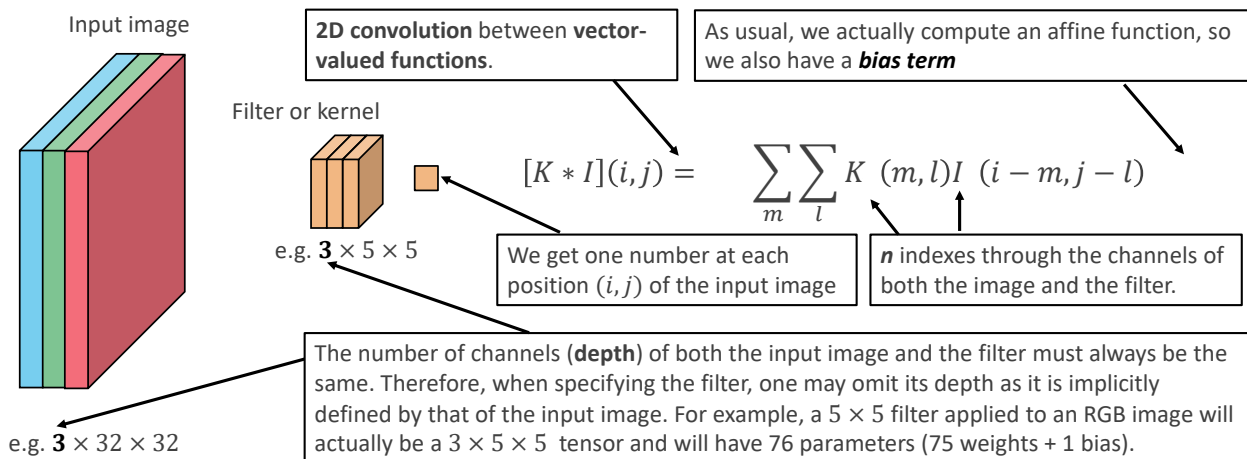 Input image
2D convolution between vector-
valued functions.
As usual, we actually compute an affine function, so
we also have a bias term
Filter or kernel
[K ∗ I](i, j) = ∑ₘ ∑ₗ K (m, l)I (i − m, j − l)
e.g. 3 × 5 × 5
We get one number at each
position (i, j) of the input image
n indexes through the channels of
both the image and the filter.
The number of channels (depth) of both the input image and the filter must always be the
same. Therefore, when specifying the filter, one may omit its depth as it is implicitly
defined by that of the input image. For example, a 5 × 5 filter applied to an RGB image will
actually be a 3 × 5 × 5 tensor and will have 76 parameters (75 weights + 1 bias).
e.g. 3 × 32 × 32